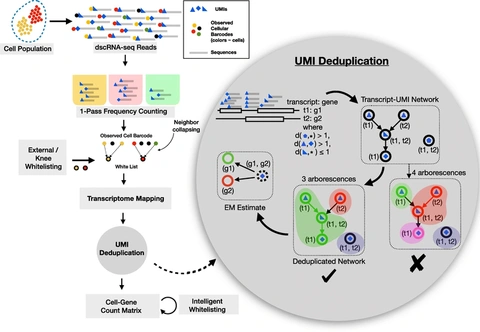 Cell Population
UMIs
Observed
Cellular
Barcodes
(colors ~ cells)
Sequences
dscRNA-seq Reads
1-Pass Frequency Counting
Neighbor
collapsing
Observed Cell Barcode
External /
Knee
Whitelisting
White List
Transcriptome Mapping
UMI
Deduplication
Cell-Gene
Count Matrix
Intelligent
Whitelisting
UMI Deduplication
transcript: gene
t1: g1
t2: g2
where
d( , ) > 1,
d( , ) > 1,
d( , ) ≤ 1
Transcript-UMI Network
(t1)
(t2)
(t1, t2)
(t1)
(t1, t2)
3 arborescences
4 arborescences
(g1)
(g1, g2)
(g2)
EM Estimate
(t1)
(t2)
(t1, t2)
(t1)
(t1, t2)
Deduplicated Network
(t1)
(t2)
(t1, t2)
(t1)
(t1, t2)